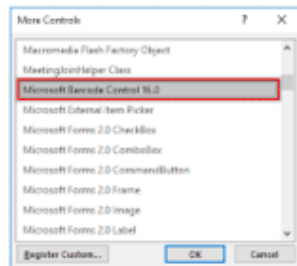 More Controls ? ×
Macromedia Flash Factory Object
MeetingJoinHelper Class
Microsoft Barcode Control 16.0
Microsoft External Item Picker
Microsoft Forms 2.0 CheckBox
Microsoft Forms 2.0 ComboBox
Microsoft Forms 2.0 CommandButton
Microsoft Forms 2.0 Frame
Microsoft Forms 2.0 Image
Microsoft Forms 2.0 Label
Register Custom... OK Cancel